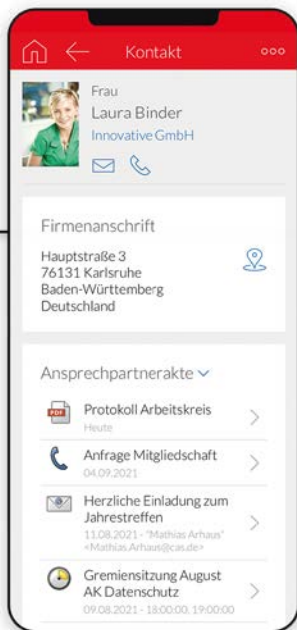 Kontakt
Frau
Laura Binder
Innovative GmbH
Firmenanschrift
Hauptstraße 3
76131 Karlsruhe
Baden-Württemberg
Deutschland
Ansprechpartnerakte
PDF
Protokoll Arbeitskreis
Heute
Anfrage Mitgliedschaft
04.09.2021
Herzliche Einladung zum
Jahrestreffen
11.08.2021 - "Mathias Arhaus"
<Mathias.Arhaus@cas.de>
Gremiensitzung August
AK Datenschutz
09.08.2021 - 18:00:00, 19:00:00